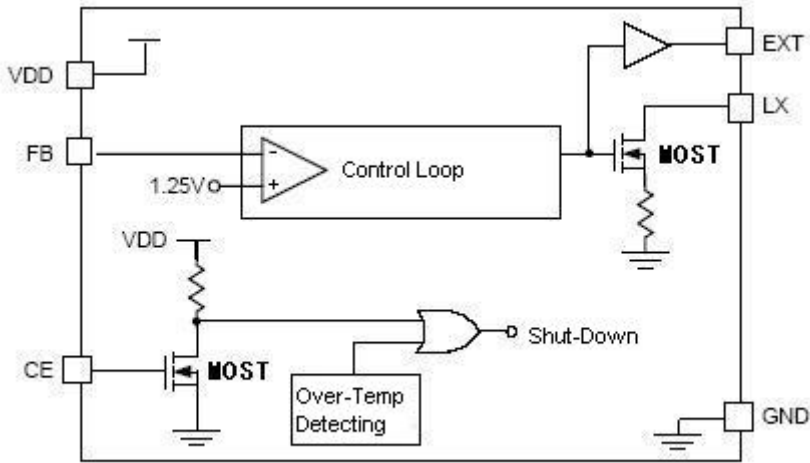 EXT
VDD
LX
FB
MOST
- Control Loop
1.25V +
VDD
Shut-Down
CE
MOST
Over-Temp
Detecting
GND